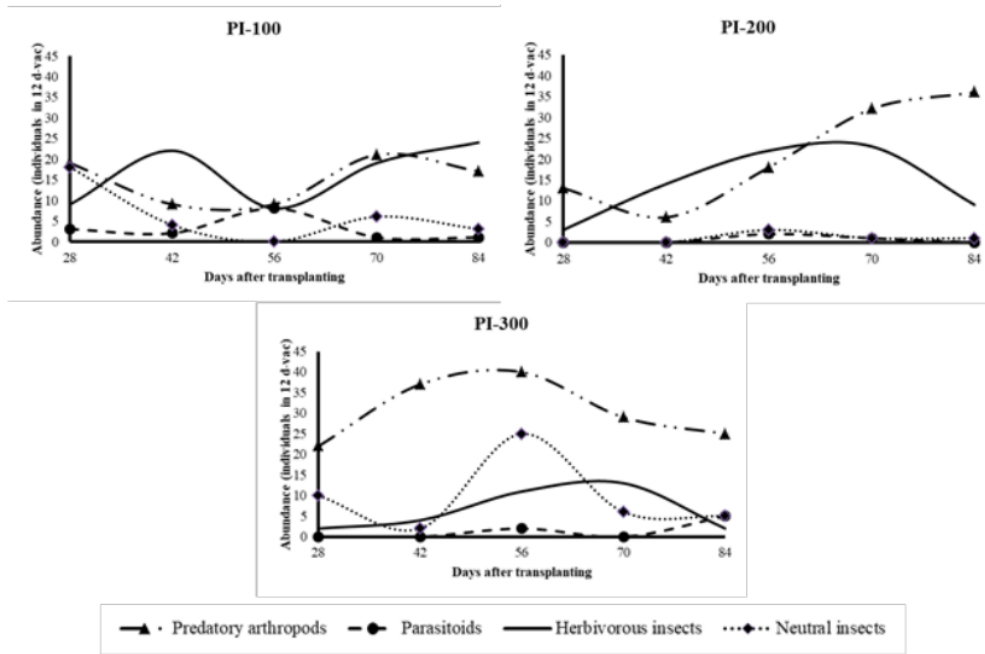 PI-100
Abundance (individuals in 12 d-vac)
45
40
35
30
25
20
15
10
5
0
28 42 56 70 84
Days after transplanting
PI-200
Abundance (individuals in 12 d-vac)
45
40
35
30
25
20
15
10
5
0
28 42 56 70 84
Days after transplanting
PI-300
Abundance (individuals in 12 d-vac)
45
40
35
30
25
20
15
10
5
0
28 42 56 70 84
Days after transplanting
Predatory arthropods Parasitoids Herbivorous insects Neutral insects